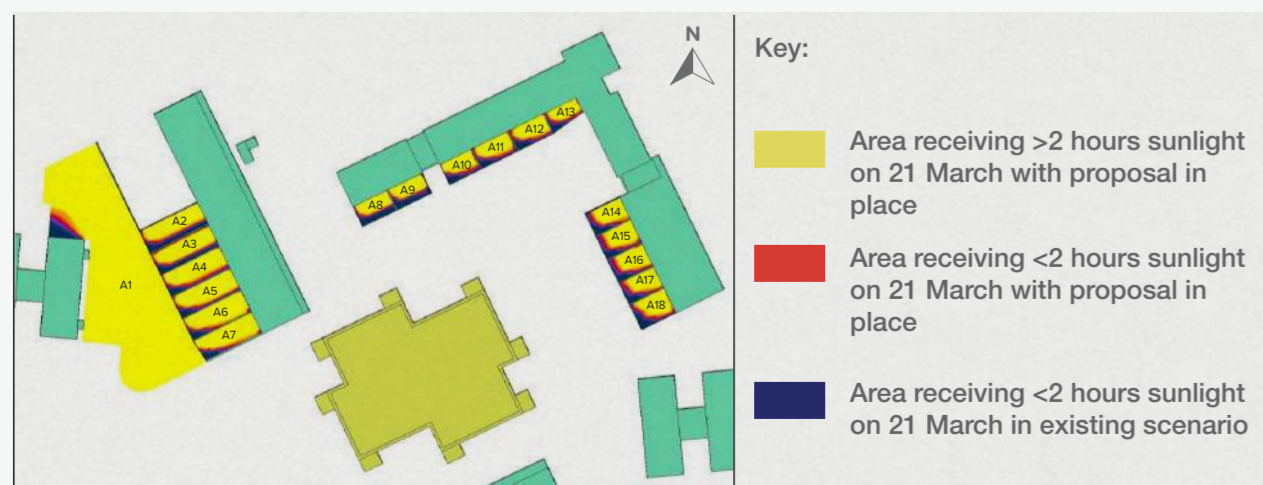 N
A13
A12
A11
A10
A9
A8
A2
A14
A3
A15
A4
A16
A1
A5
A17
A6
A18
A7
Key:
Area receiving >2 hours sunlight
on 21 March with proposal in
place
Area receiving <2 hours sunlight
on 21 March with proposal in
place
Area receiving <2 hours sunlight
on 21 March in existing scenario